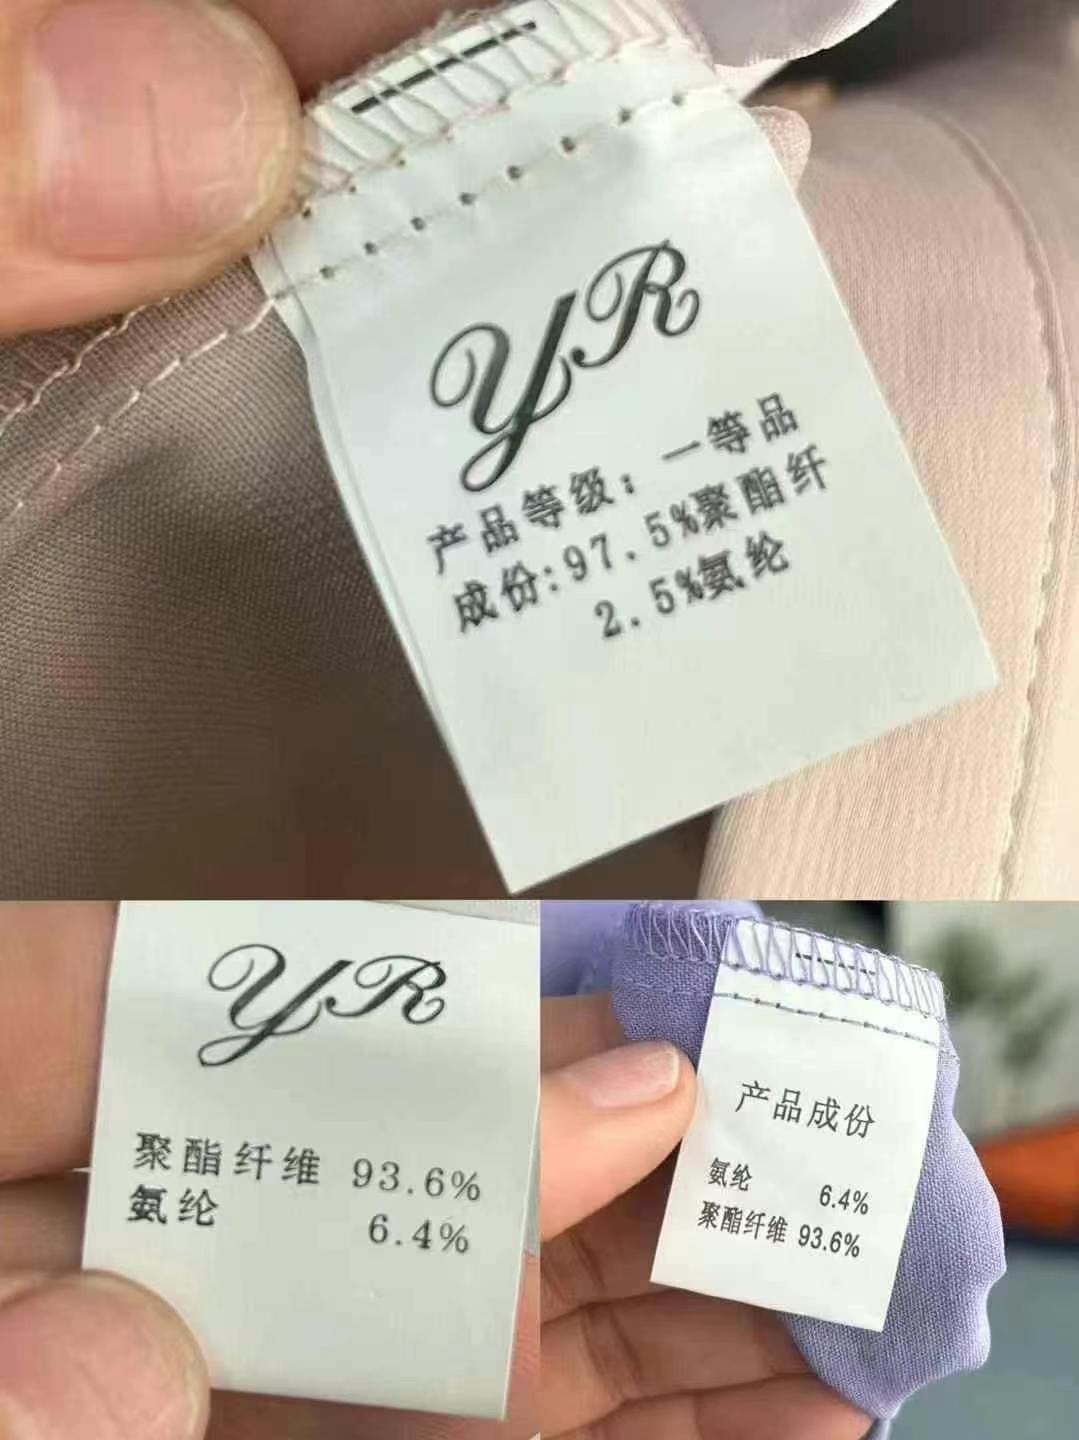 YR
产品等级：一等品
成份:97.5%聚酯纤
2.5%氨纶
YR
聚酯纤维 93.6%
氨纶 6.4%
产品成份
氨纶 6.4%
聚酯纤维 93.6%